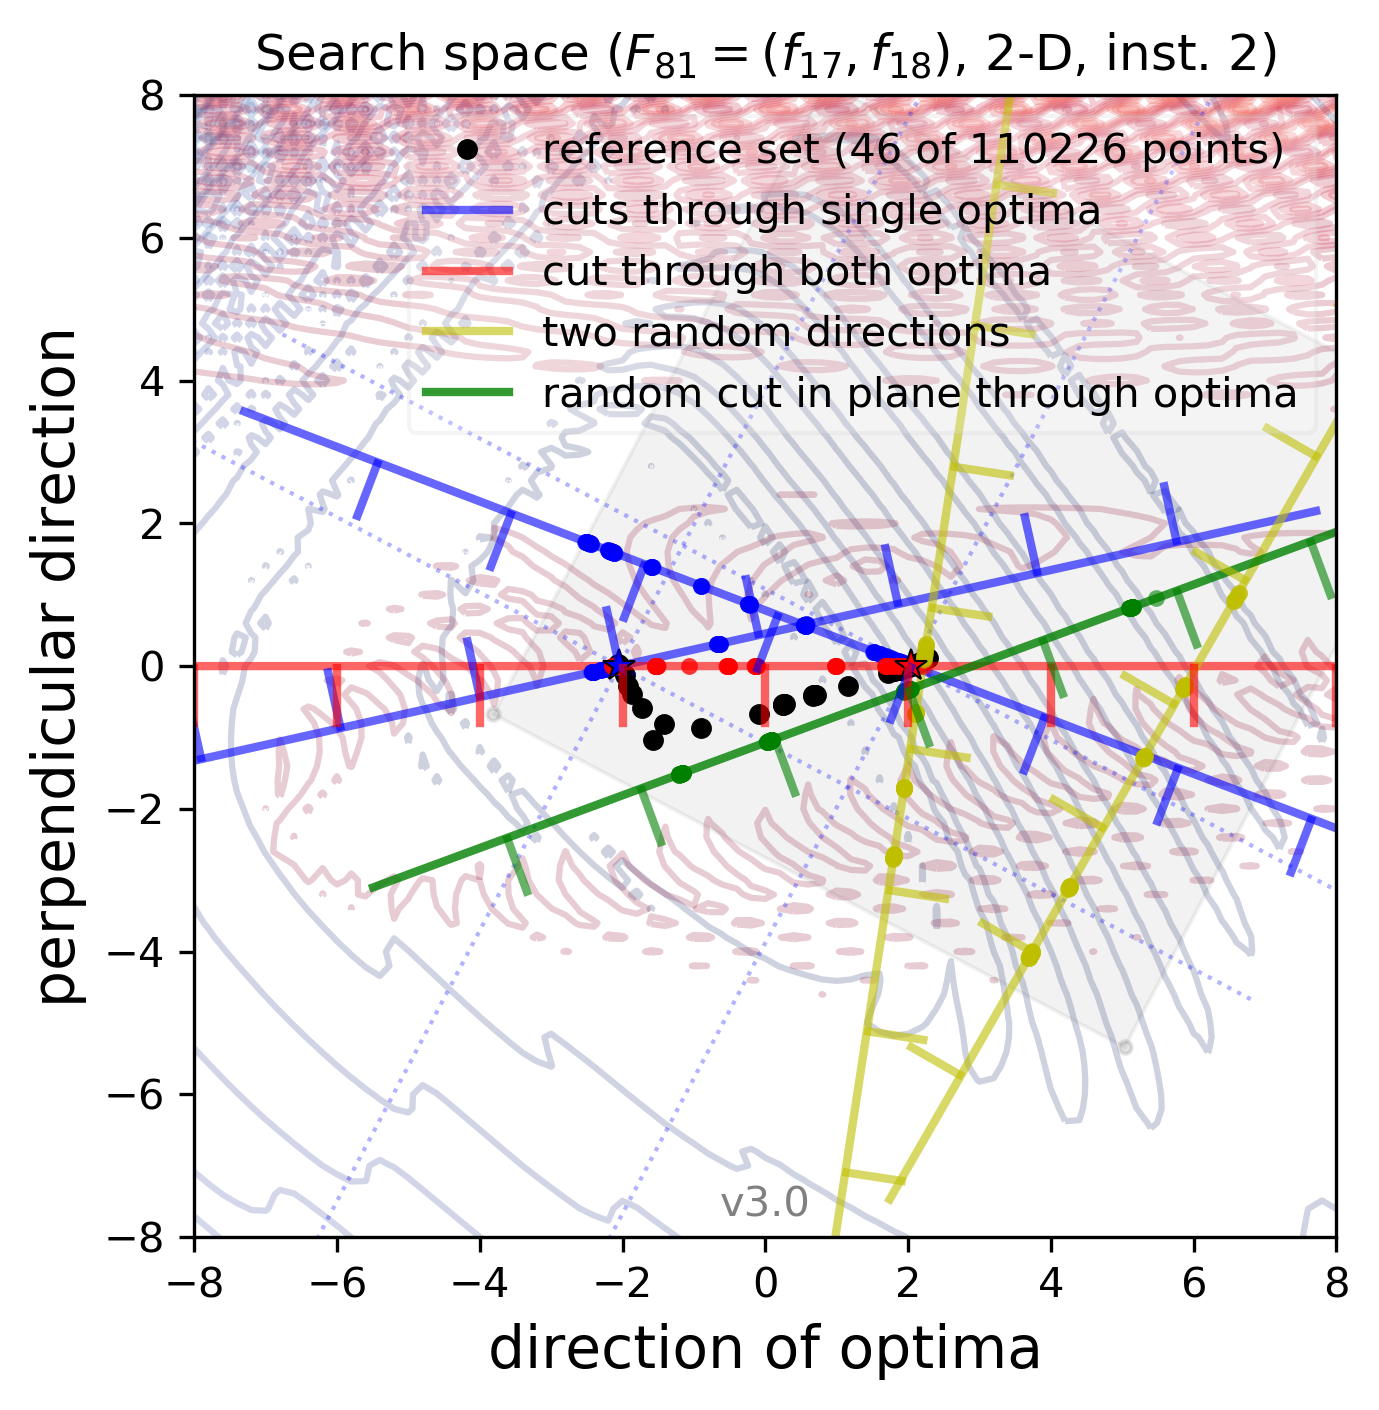 Search space (F₈₁ = (f₁₇, f₁₈), 2-D, inst. 2)
8
6
4
2
0
−2
−4
−6
−8
perpendicular direction
reference set (46 of 110226 points)
cuts through single optima
cut through both optima
two random directions
random cut in plane through optima
v3.0
−8 −6 −4 −2 0 2 4 6 8
direction of optima